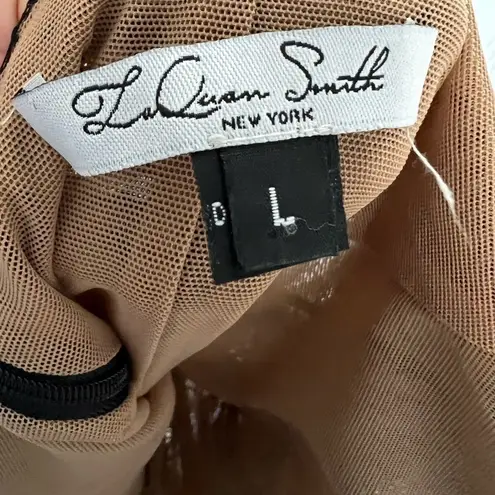 LaQuan Smith
NEW YORK
L